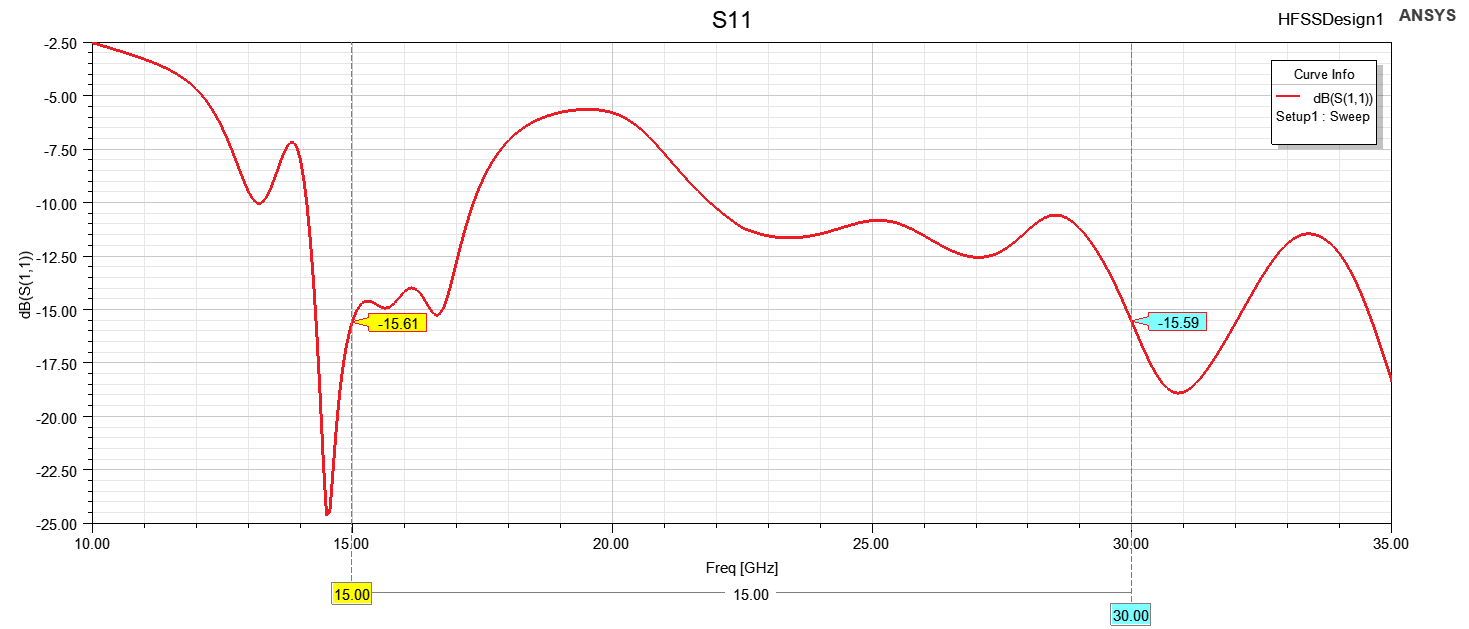 S11
HFSSDesign1
ANSYS
Curve Info
dB(S(1,1))
Setup1 : Sweep
dB(S(1,1))
-2.50
-5.00
-7.50
-10.00
-12.50
-15.00
-17.50
-20.00
-22.50
-25.00
-15.61
-15.59
10.00 15.00 20.00 25.00 30.00 35.00
Freq [GHz]
15.00 15.00
30.00